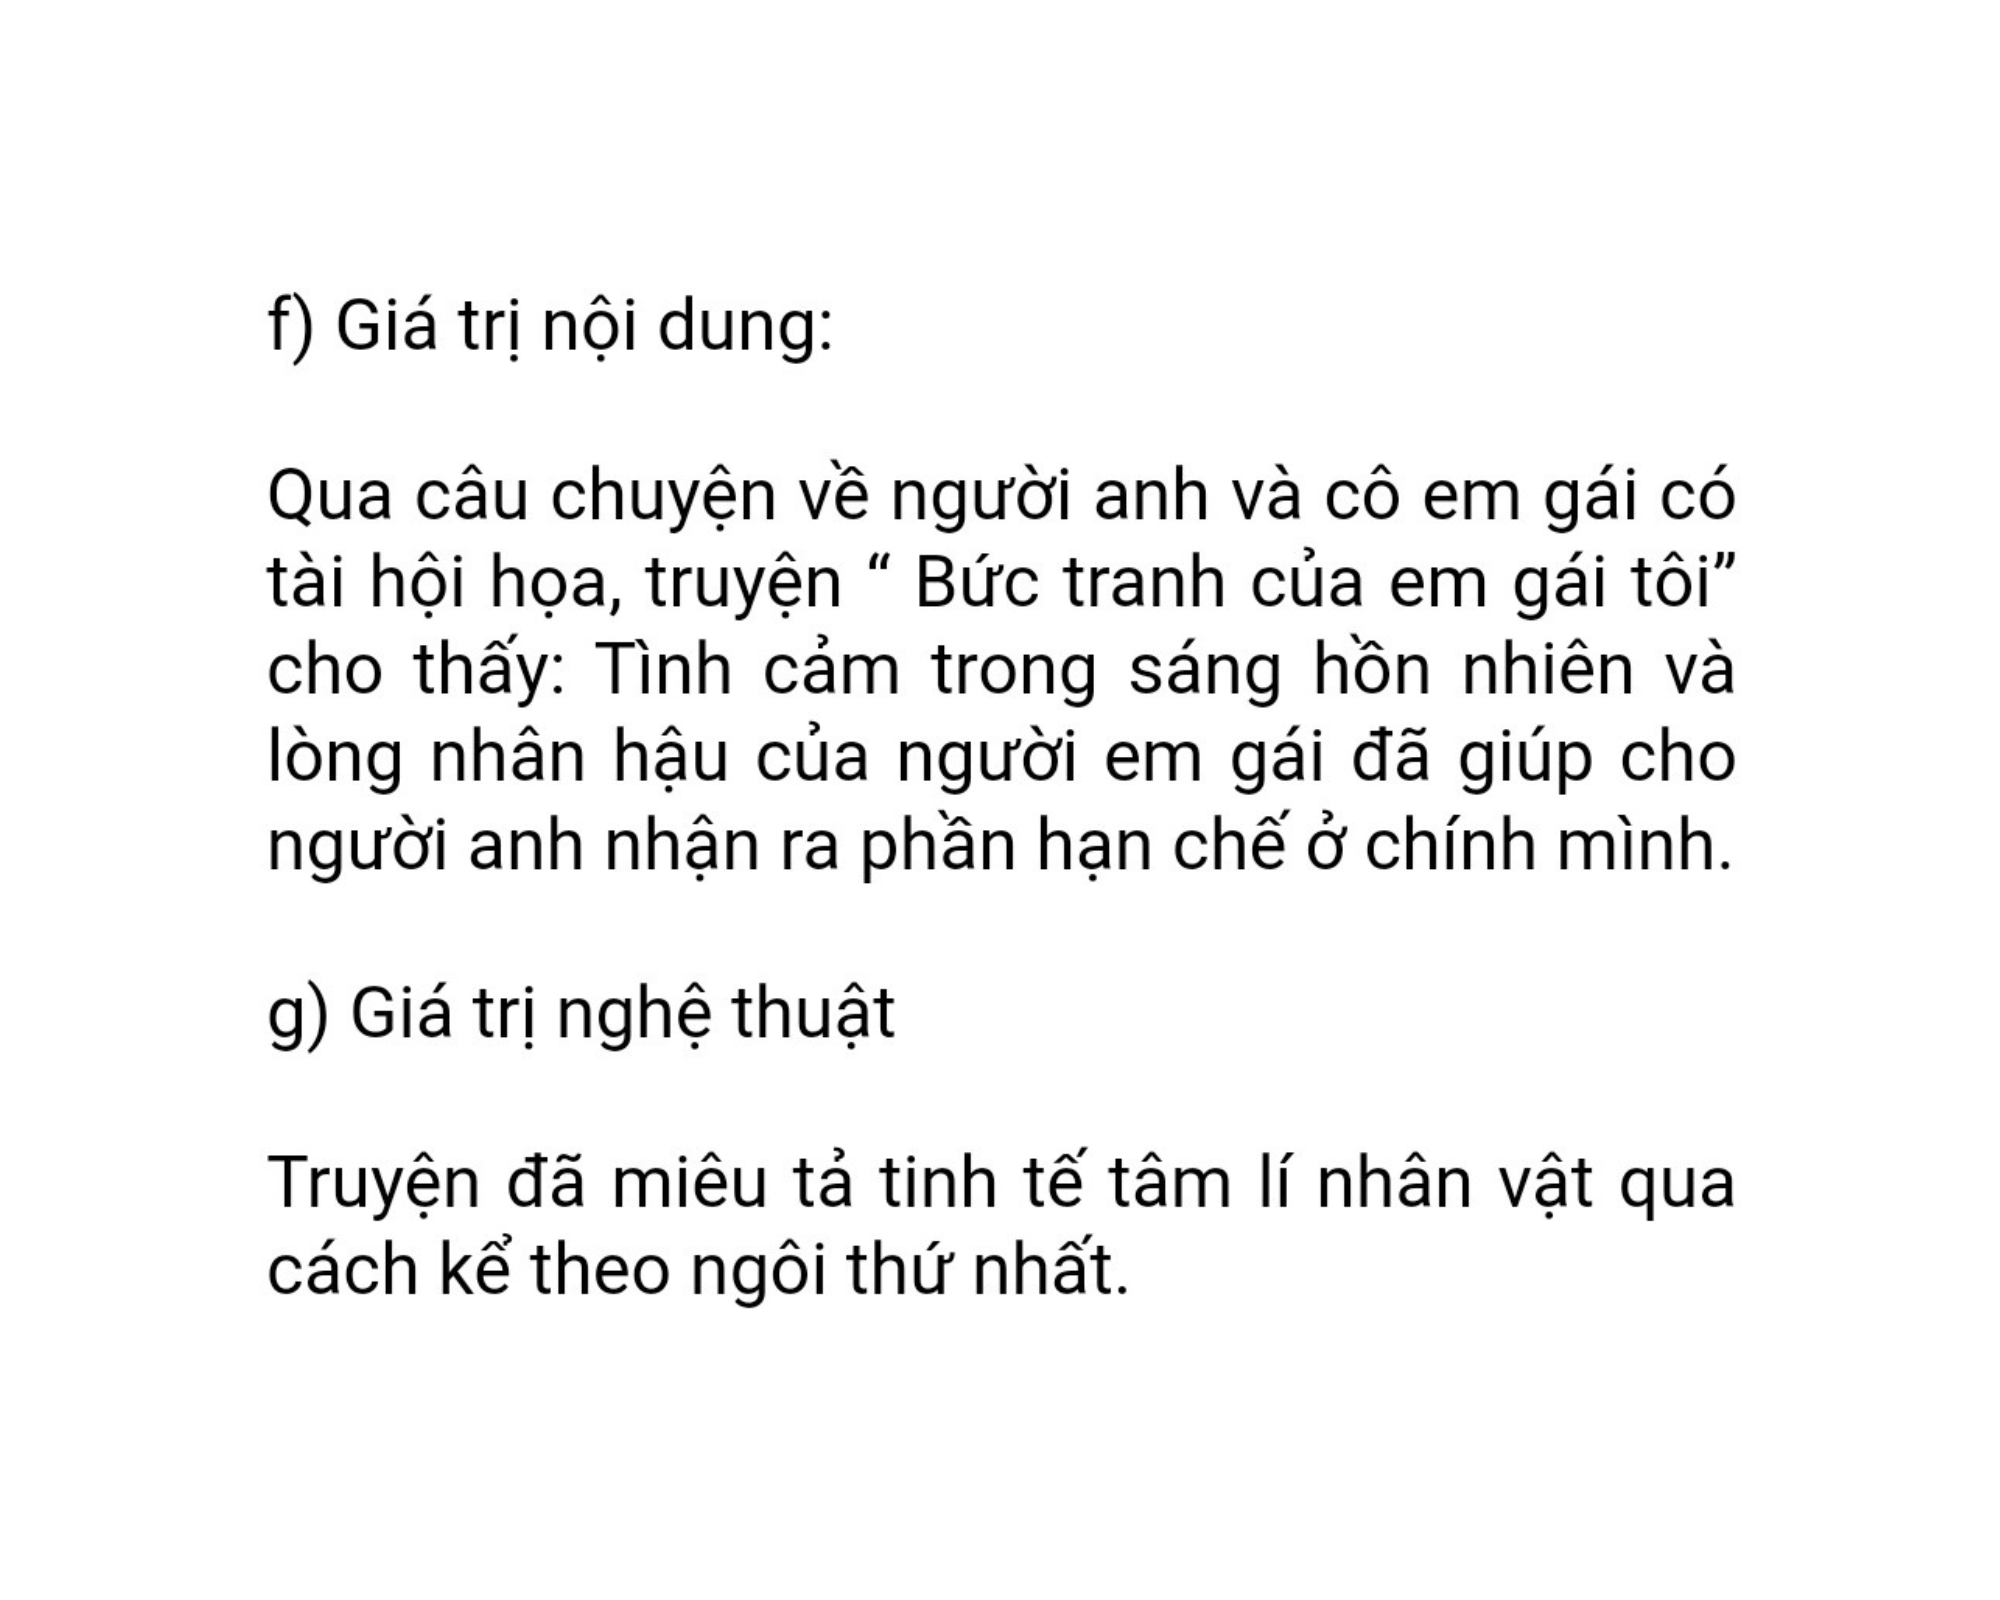 f) Giá trị nội dung:
Qua câu chuyện về người anh và cô em gái có
tài hội họa, truyện “ Bức tranh của em gái tôi”
cho thấy: Tình cảm trong sáng hồn nhiên và
lòng nhân hậu của người em gái đã giúp cho
người anh nhận ra phần hạn chế ở chính mình.
g) Giá trị nghệ thuật
Truyện đã miêu tả tinh tế tâm lí nhân vật qua
cách kể theo ngôi thứ nhất.